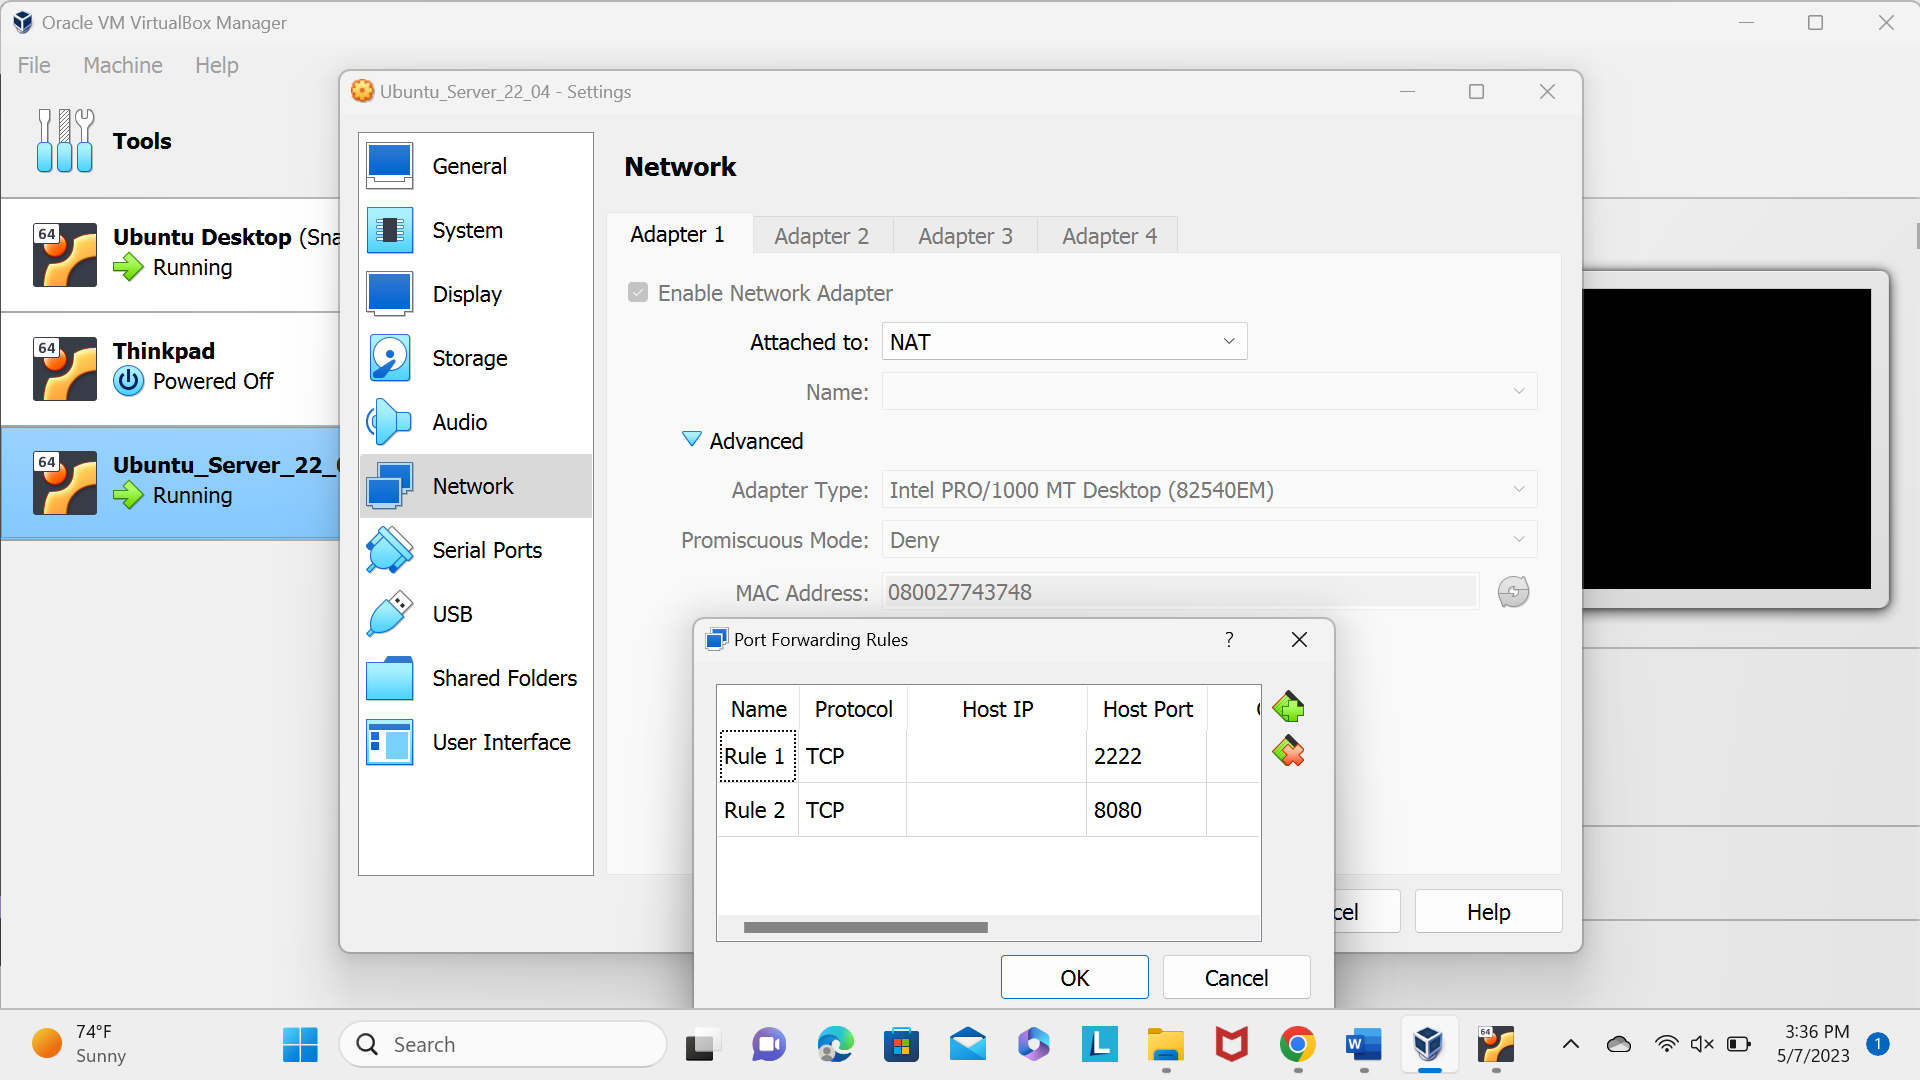 Oracle VM VirtualBox Manager
File Machine Help
Tools
64
Ubuntu Desktop (Sna
Running
64
Thinkpad
Powered Off
64
Ubuntu_Server_22_
Running
Ubuntu_Server_22_04 - Settings
General
System
Display
Storage
Audio
Network
Serial Ports
USB
Shared Folders
User Interface
Network
Adapter 1 Adapter 2 Adapter 3 Adapter 4
Enable Network Adapter
Attached to: NAT
Name:
Advanced
Adapter Type: Intel PRO/1000 MT Desktop (82540EM)
Promiscuous Mode: Deny
MAC Address: 080027743748
cel Help
Port Forwarding Rules ?
Name Protocol Host IP Host Port
Rule 1 TCP 2222
Rule 2 TCP 8080
OK Cancel
74°F
Sunny
Search
L
W
64
3:36 PM
5/7/2023
1